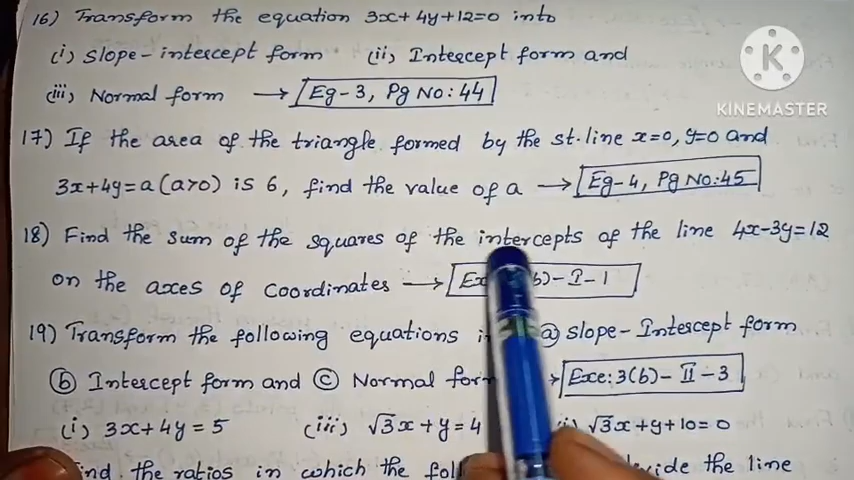 16) Transform the equation 3x+4y+12=0 into
(i) slope-intercept form (ii) Intercept form and
(iii) Normal form → Eg-3, Pg No:44
K
KINEMASTER
17) If the area of the triangle formed by the st.line x=0, y=0 and
3x+4y=a (a>0) is 6, find the value of a → Eg-4, Pg No:45
18) Find the sum of the squares of the intercepts of the line 4x-3y=12
on the axes of coordinates → b)-I-1
19) Transform the following equations (a) slope-Intercept form
(b) Intercept form and (c) Normal → Exe:3(b)-II-3
(i) 3x+4y=5 (iii) √3x+y=4 √3x+y+10=0
the ratios in which the the line